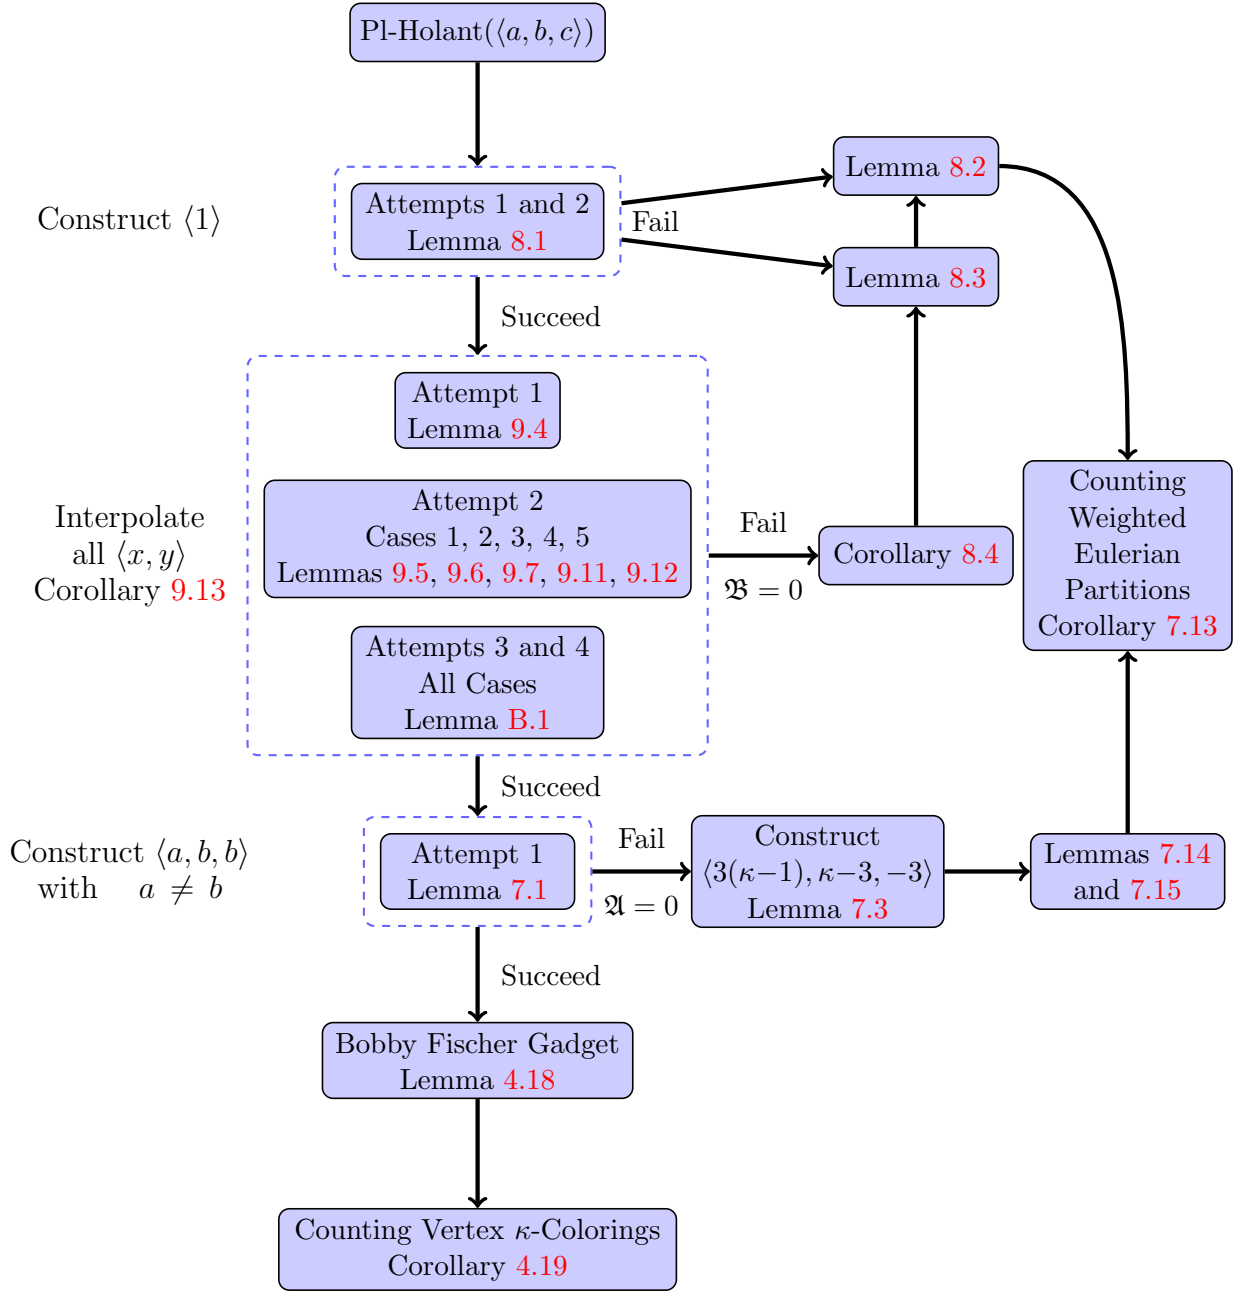 Pl-Holant(⟨a, b, c⟩)
Construct ⟨1⟩
Attempts 1 and 2
Lemma 8.1
Fail
Lemma 8.2
Lemma 8.3
Succeed
Interpolate
all ⟨x, y⟩
Corollary 9.13
Attempt 1
Lemma 9.4
Attempt 2
Cases 1, 2, 3, 4, 5
Lemmas 9.5, 9.6, 9.7, 9.11, 9.12
Attempts 3 and 4
All Cases
Lemma B.1
Fail
𝔅 = 0
Corollary 8.4
Counting
Weighted
Eulerian
Partitions
Corollary 7.13
Succeed
Construct ⟨a, b, b⟩
with a ≠ b
Attempt 1
Lemma 7.1
Fail
𝔄 = 0
Construct
⟨3(κ−1), κ−3, −3⟩
Lemma 7.3
Lemmas 7.14
and 7.15
Succeed
Bobby Fischer Gadget
Lemma 4.18
Counting Vertex κ-Colorings
Corollary 4.19